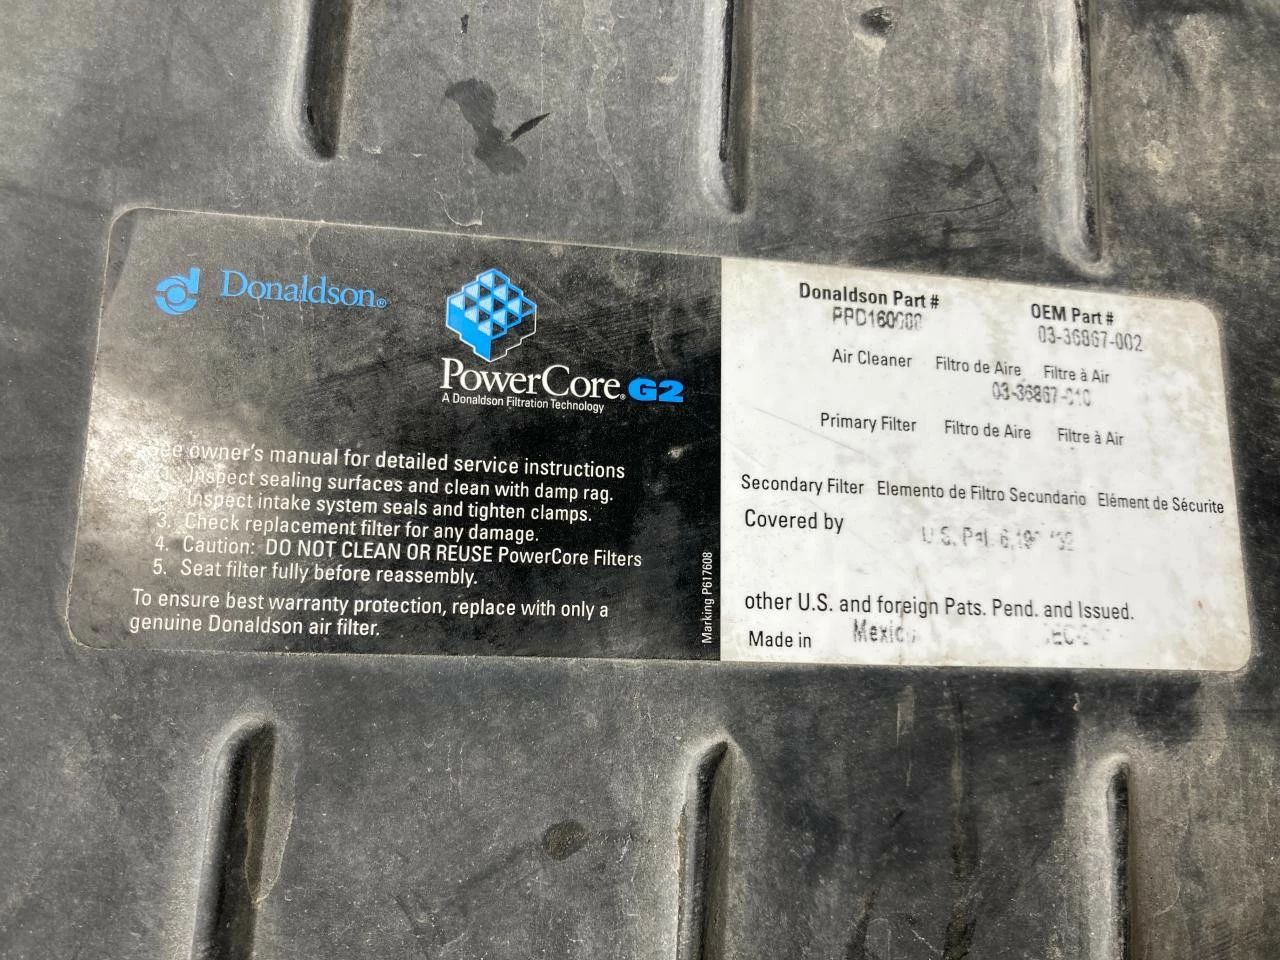 Donaldson®
PowerCore® G2
A Donaldson Filtration Technology
See owner's manual for detailed service instructions
1. Inspect sealing surfaces and clean with damp rag.
2. Inspect intake system seals and tighten clamps.
3. Check replacement filter for any damage.
4. Caution: DO NOT CLEAN OR REUSE PowerCore Filters
5. Seat filter fully before reassembly.
To ensure best warranty protection, replace with only a
genuine Donaldson air filter.
Marking P617608
Donaldson Part # OEM Part #
03-36867-002
Air Cleaner Filtro de Aire Filtre à Air
Primary Filter Filtro de Aire Filtre à Air
Secondary Filter Elemento de Filtro Secundario Elément de Sécurite
Covered by U.S. Pat.
other U.S. and foreign Pats. Pend. and Issued.
Made in Mexico